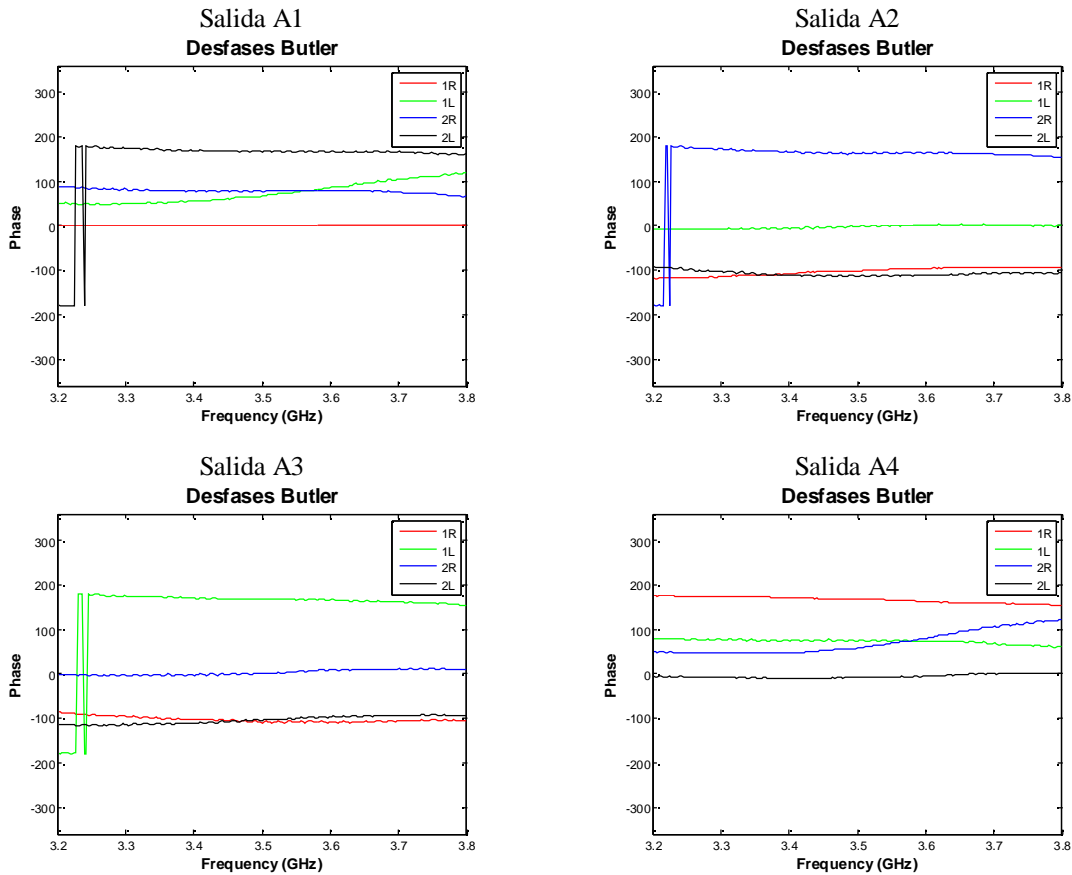 Salida A1
Desfases Butler
300
200
100
0
-100
-200
-300
Phase
1R
1L
2R
2L
3.2 3.3 3.4 3.5 3.6 3.7 3.8
Frequency (GHz)
Salida A2
Desfases Butler
300
200
100
0
-100
-200
-300
Phase
1R
1L
2R
2L
3.2 3.3 3.4 3.5 3.6 3.7 3.8
Frequency (GHz)
Salida A3
Desfases Butler
300
200
100
0
-100
-200
-300
Phase
1R
1L
2R
2L
3.2 3.3 3.4 3.5 3.6 3.7 3.8
Frequency (GHz)
Salida A4
Desfases Butler
300
200
100
0
-100
-200
-300
Phase
1R
1L
2R
2L
3.2 3.3 3.4 3.5 3.6 3.7 3.8
Frequency (GHz)